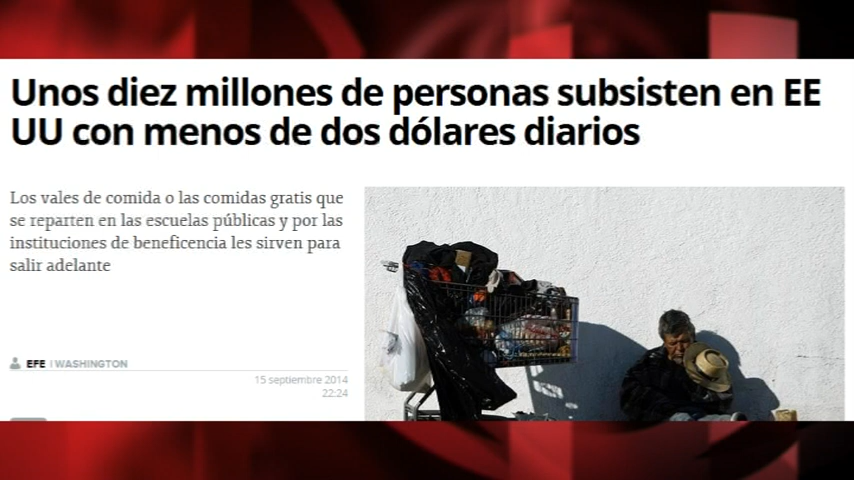 Unos diez millones de personas subsisten en EE
UU con menos de dos dólares diarios
Los vales de comida o las comidas gratis que
se reparten en las escuelas públicas y por las
instituciones de beneficencia les sirven para
salir adelante
EFE | WASHINGTON
15 septiembre 2014
22:24